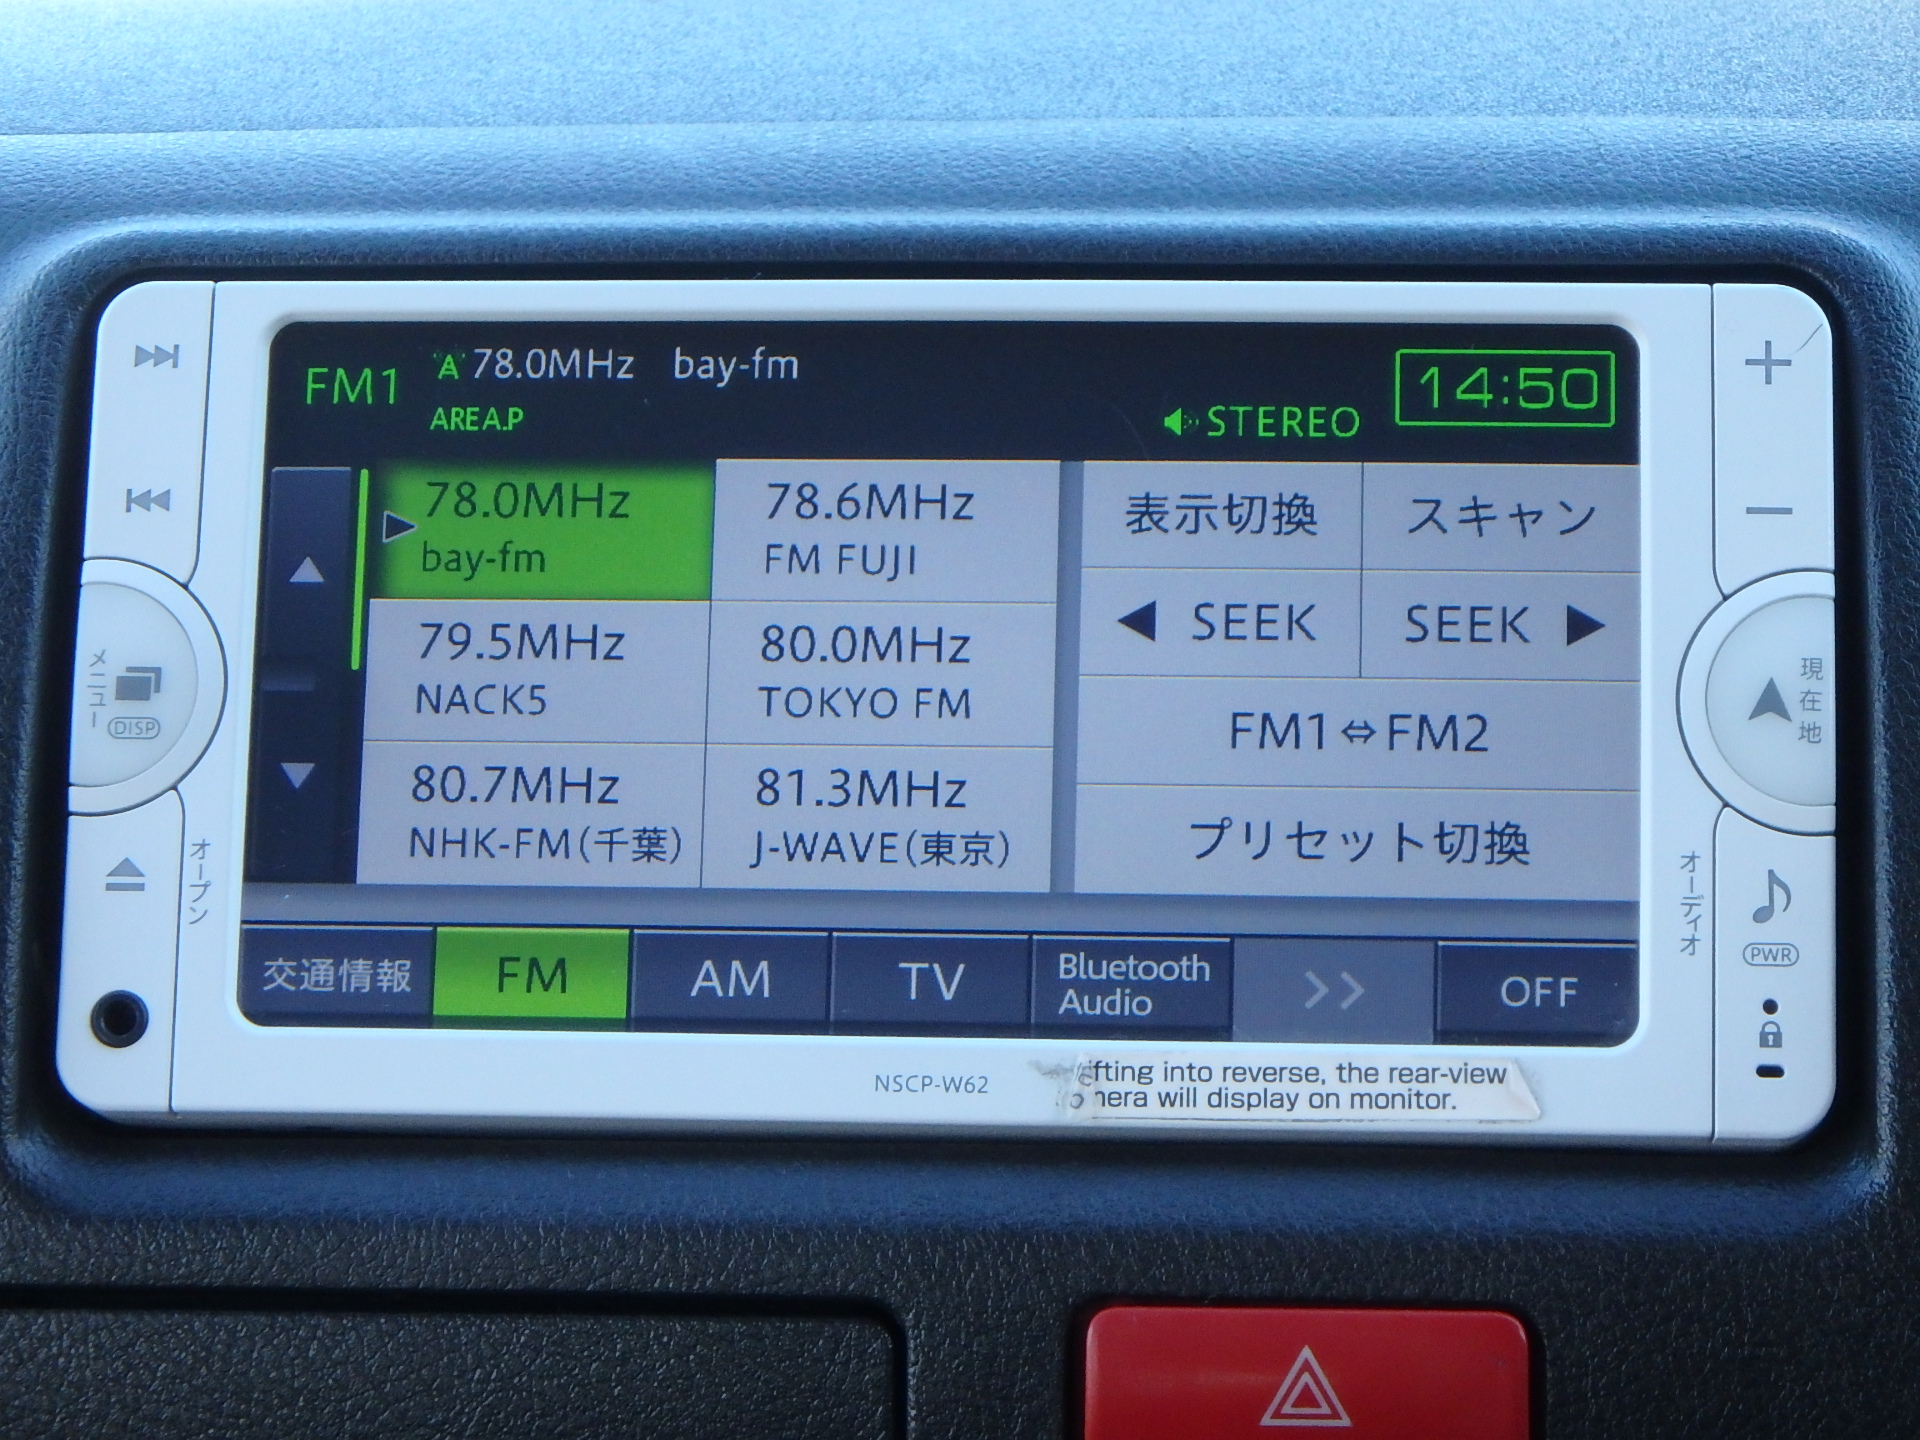 FM1
A 78.0MHz bay-fm
AREA.P
STEREO
14:50
78.0MHz
bay-fm
78.6MHz
FM FUJI
79.5MHz
NACK5
80.0MHz
TOKYO FM
80.7MHz
NHK-FM(千葉)
81.3MHz
J-WAVE(東京)
表示切換
スキャン
◀ SEEK
SEEK ▶
FM1⇔FM2
プリセット切換
交通情報
FM
AM
TV
Bluetooth
Audio
>>
OFF
メニュー
DISP
オープン
現在地
オーディオ
PWR
NSCP-W62
into reverse, the rear-view
will display on monitor.